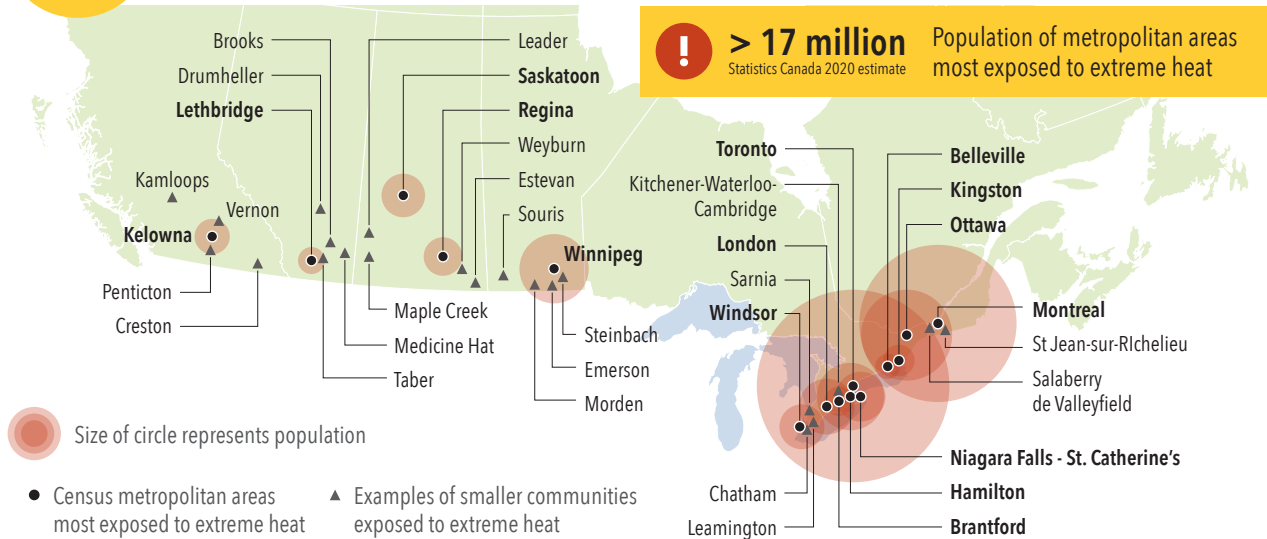 > 17 million
Statistics Canada 2020 estimate
Population of metropolitan areas
most exposed to extreme heat
Brooks
Drumheller
Lethbridge
Leader
Saskatoon
Regina
Weyburn
Estevan
Souris
Kamloops
Vernon
Kelowna
Penticton
Creston
Winnipeg
Maple Creek
Medicine Hat
Taber
Steinbach
Emerson
Morden
Toronto
Kitchener-Waterloo-
Cambridge
London
Sarnia
Windsor
Belleville
Kingston
Ottawa
Montreal
St Jean-sur-RIchelieu
Salaberry
de Valleyfield
Niagara Falls - St. Catherine's
Hamilton
Brantford
Chatham
Leamington
Size of circle represents population
Census metropolitan areas
most exposed to extreme heat
Examples of smaller communities
exposed to extreme heat